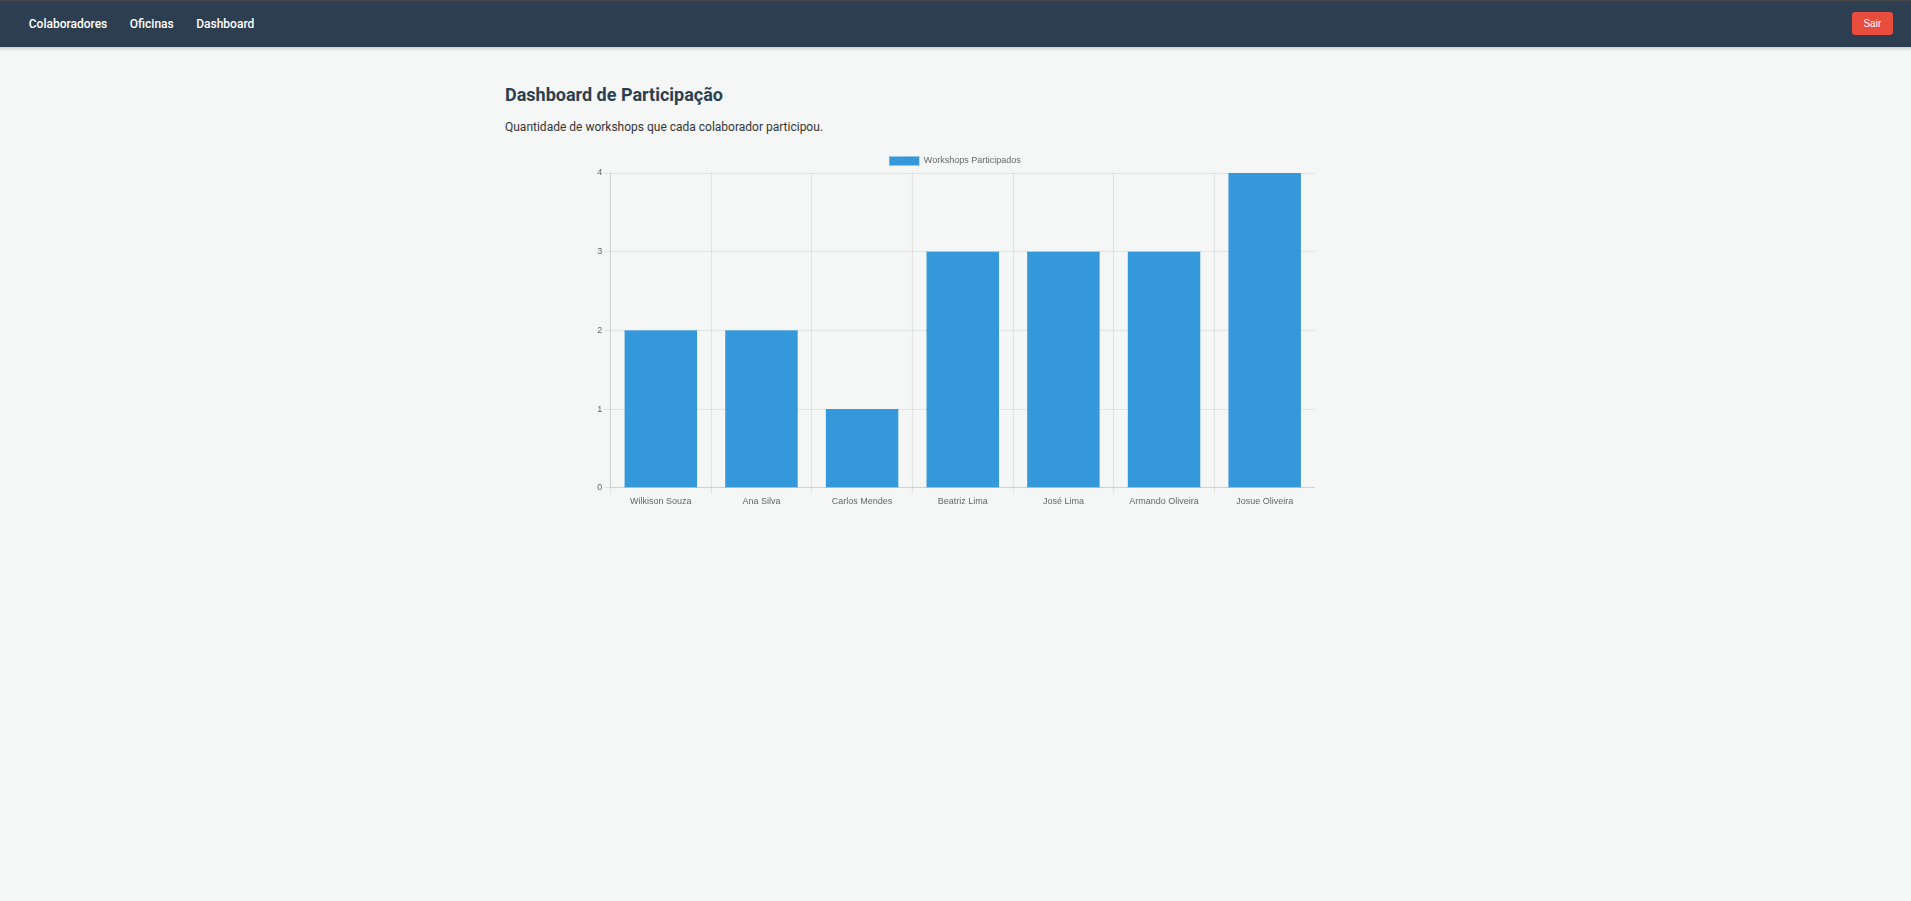 Colaboradores Oficinas Dashboard Sair
Dashboard de Participação
Quantidade de workshops que cada colaborador participou.
Workshops Participados
4
3
2
1
0
Wilkison Souza Ana Silva Carlos Mendes Beatriz Lima José Lima Armando Oliveira Josue Oliveira